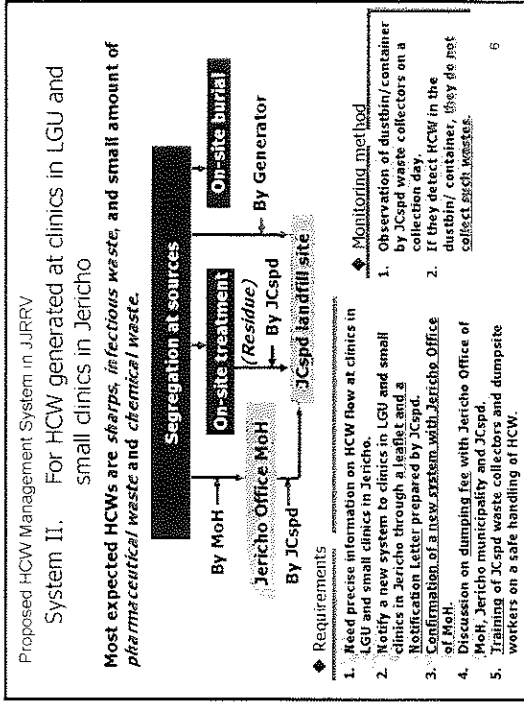 Proposed HCW Management System in JJRRV
System II. For HCW generated at clinics in LGU and
small clinics in Jericho
Most expected HCWs are sharps, infectious waste, and small amount of
pharmaceutical waste and chemical waste.
Segregation at sources
By MoH
On-site treatment
On-site burial
Jericho Office MoH
(Residue)
By JCspd
By Generator
By JCspd
JCspd landfill site
◆ Requirements
1. Need precise information on HCW flow at clinics in
LGU and small clinics in Jericho.
2. Notify a new system to clinics in LGU and small
clinics in Jericho through a leaflet and a
Notification Letter prepared by JCspd.
3. Confirmation of a new system with Jericho Office
of MoH.
4. Discussion on dumping fee with Jericho Office of
MoH, Jericho municipality and JCspd.
5. Training of JCspd waste collectors and dumpsite
workers on a safe handling of HCW.
◆ Monitoring method
1. Observation of dustbin/container
by JCspd waste collectors on a
collection day.
2. If they detect HCW in the
dustbin/ container, they do not
collect such wastes.
6